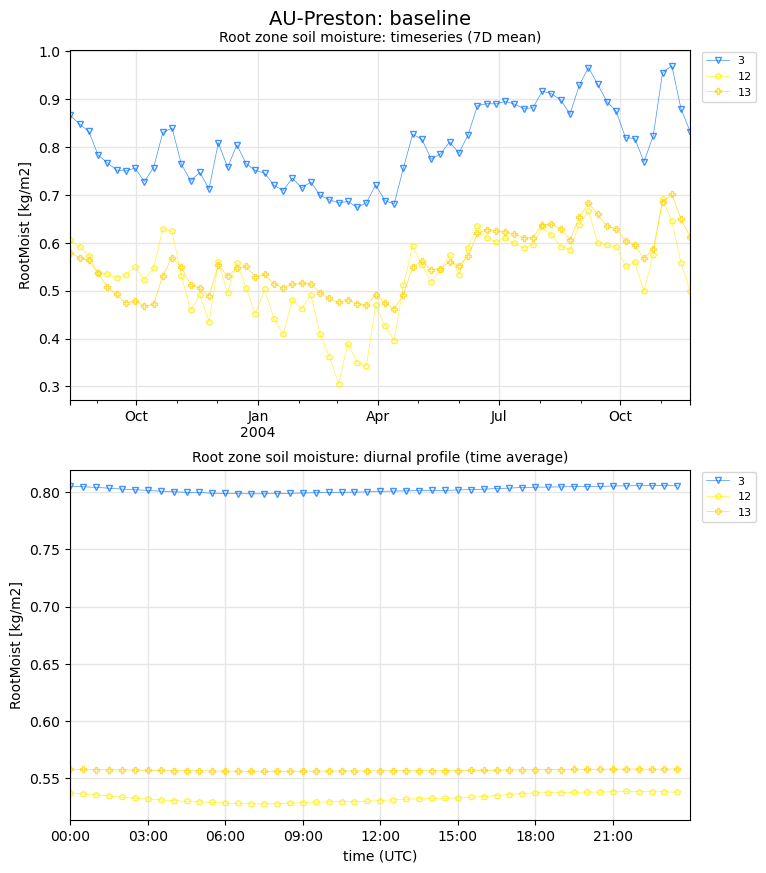 AU-Preston: baseline
Root zone soil moisture: timeseries (7D mean)
RootMoist [kg/m2]
1.0
0.9
0.8
0.7
0.6
0.5
0.4
0.3
Oct
Jan
2004
Apr
Jul
Oct
3
12
13
Root zone soil moisture: diurnal profile (time average)
RootMoist [kg/m2]
0.80
0.75
0.70
0.65
0.60
0.55
00:00
03:00
06:00
09:00
12:00
15:00
18:00
21:00
time (UTC)
3
12
13